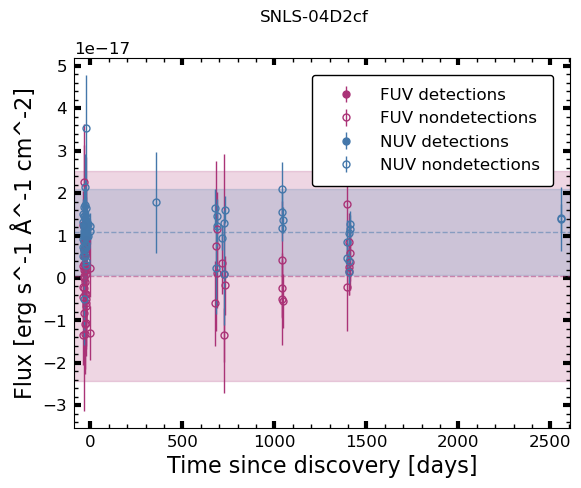 SNLS-04D2cf
1e−17
Flux [erg s^-1 Å^-1 cm^-2]
5
4
3
2
1
0
−1
−2
−3
FUV detections
FUV nondetections
NUV detections
NUV nondetections
0 500 1000 1500 2000 2500
Time since discovery [days]